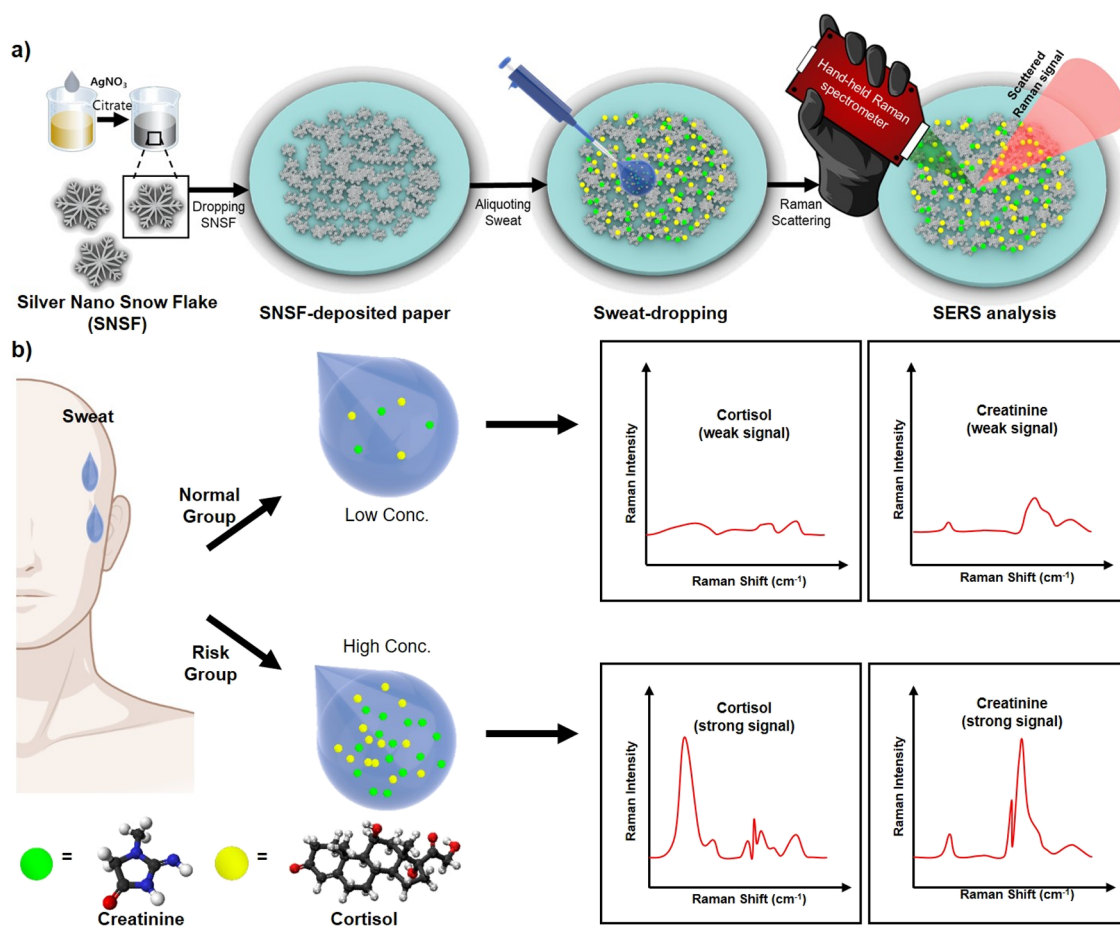 a)
AgNO₃
Citrate
Dropping
SNSF
Silver Nano Snow Flake
(SNSF)
SNSF-deposited paper
Aliquoting
Sweat
Sweat-dropping
Raman
Scattering
Hand-held Raman
spectrometer
Scattered
Raman signal
SERS analysis
b)
Sweat
Normal
Group
Low Conc.
Risk
Group
High Conc.
Cortisol
(weak signal)
Raman Intensity
Raman Shift (cm⁻¹)
Creatinine
(weak signal)
Raman Intensity
Raman Shift (cm⁻¹)
Cortisol
(strong signal)
Raman Intensity
Raman Shift (cm⁻¹)
Creatinine
(strong signal)
Raman Intensity
Raman Shift (cm⁻¹)
=
Creatinine
=
Cortisol